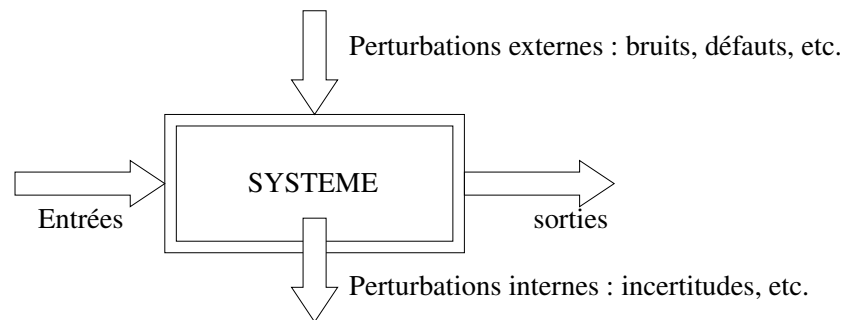 Perturbations externes : bruits, défauts, etc.
SYSTEME
Entrées
sorties
Perturbations internes : incertitudes, etc.